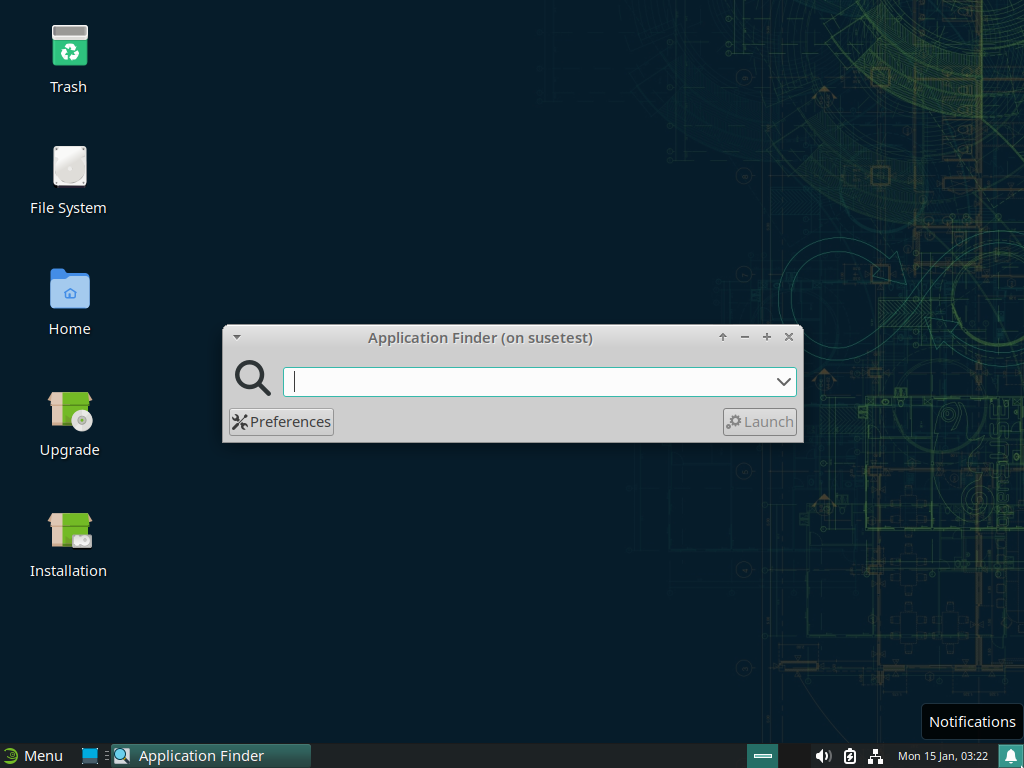 Trash
File System
Home
Upgrade
Installation
Application Finder (on susetest)
Preferences
Launch
Notifications
Menu
Application Finder
Mon 15 Jan, 03:22